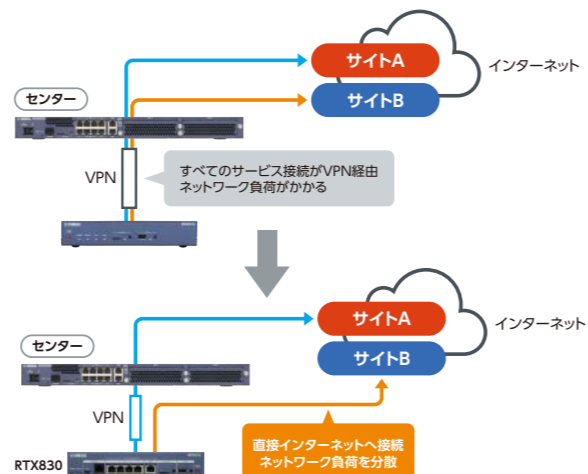 サイトA
サイトB
インターネット
センター
VPN
すべてのサービス接続がVPN経由
ネットワーク負荷がかかる
サイトA
サイトB
インターネット
センター
VPN
RTX830
直接インターネットへ接続
ネットワーク負荷を分散